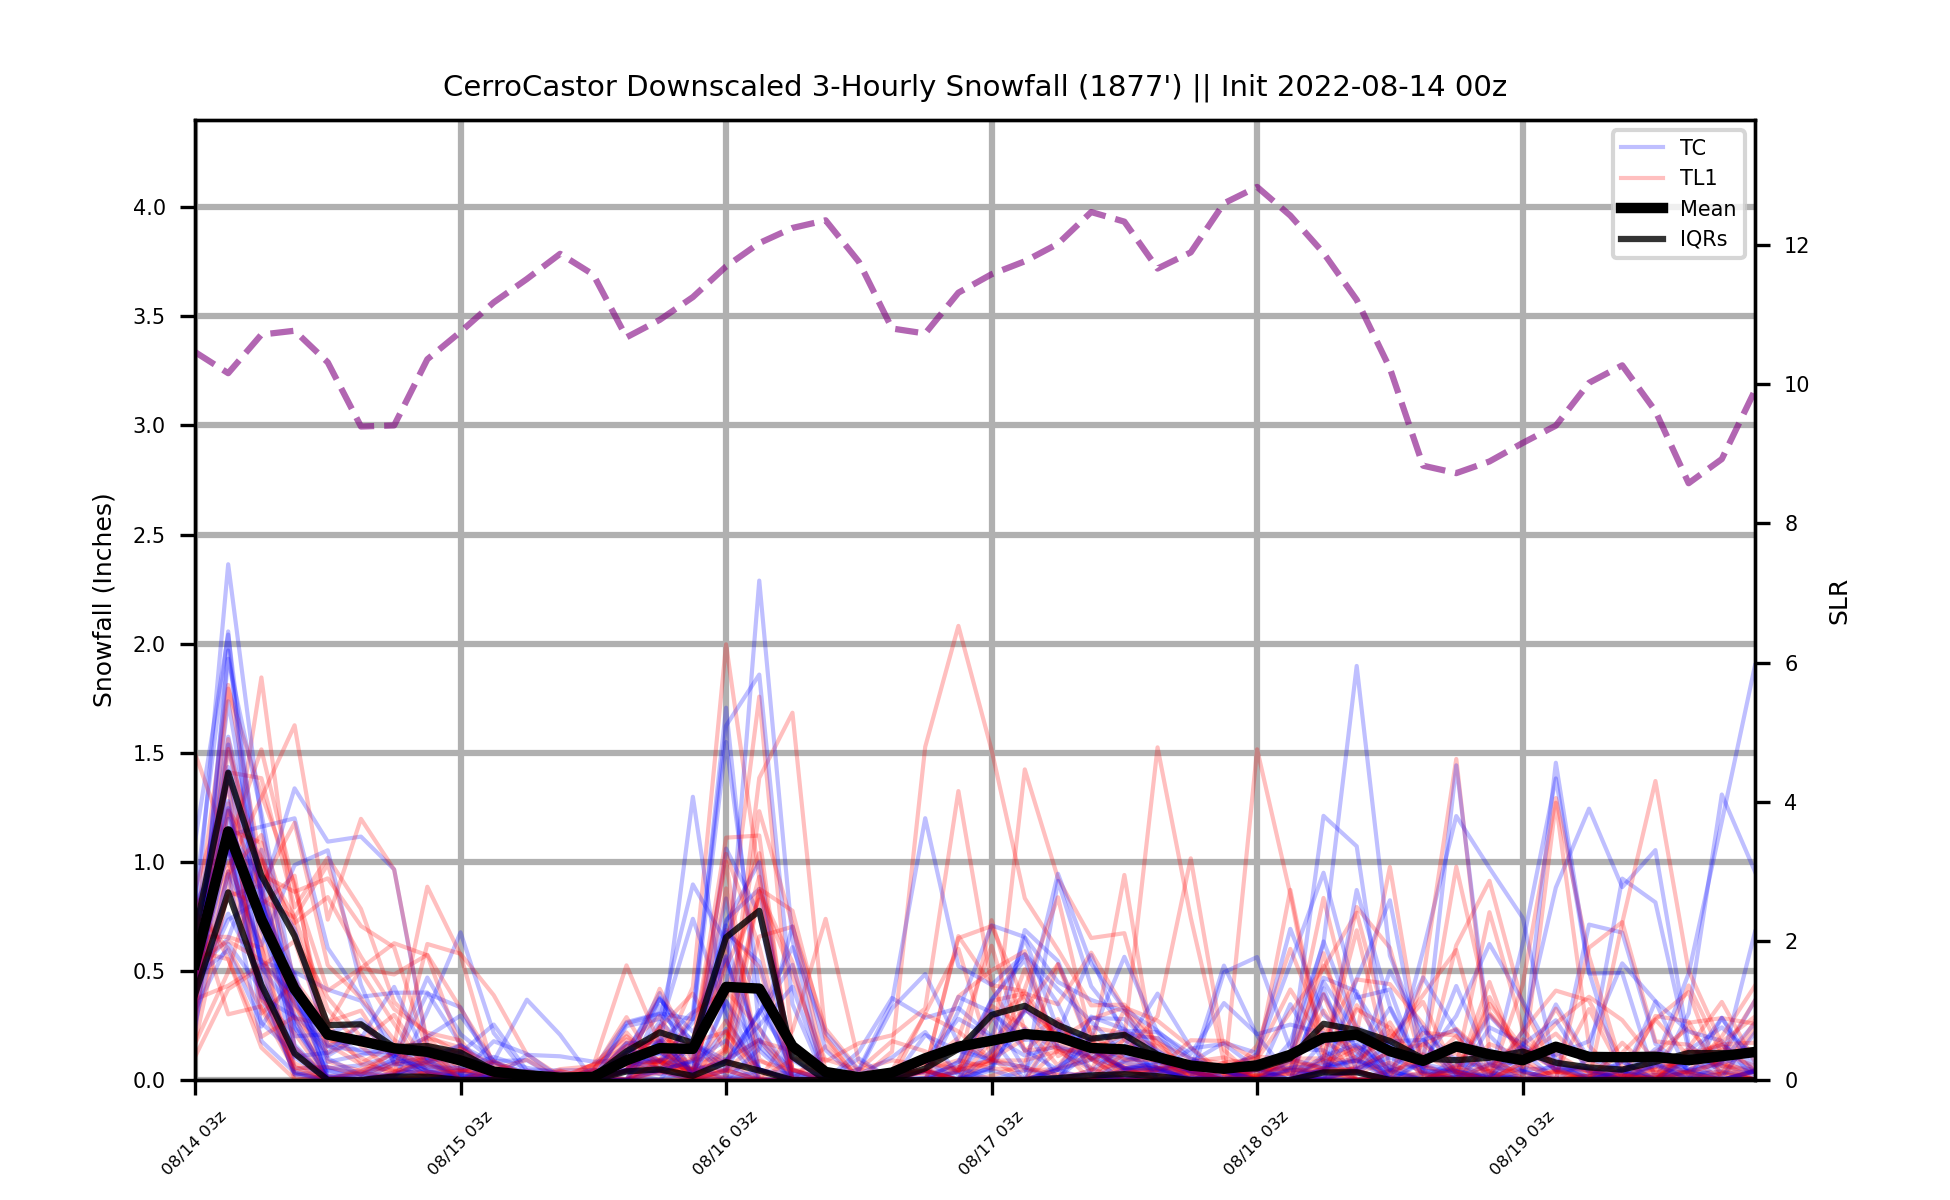 CerroCastor Downscaled 3-Hourly Snowfall (1877') || Init 2022-08-14 00z
TC
TL1
Mean
IQRs
Snowfall (Inches)
4.0
3.5
3.0
2.5
2.0
1.5
1.0
0.5
0.0
12
10
8
6
4
2
0
SLR
08/14 03z
08/15 03z
08/16 03z
08/17 03z
08/18 03z
08/19 03z